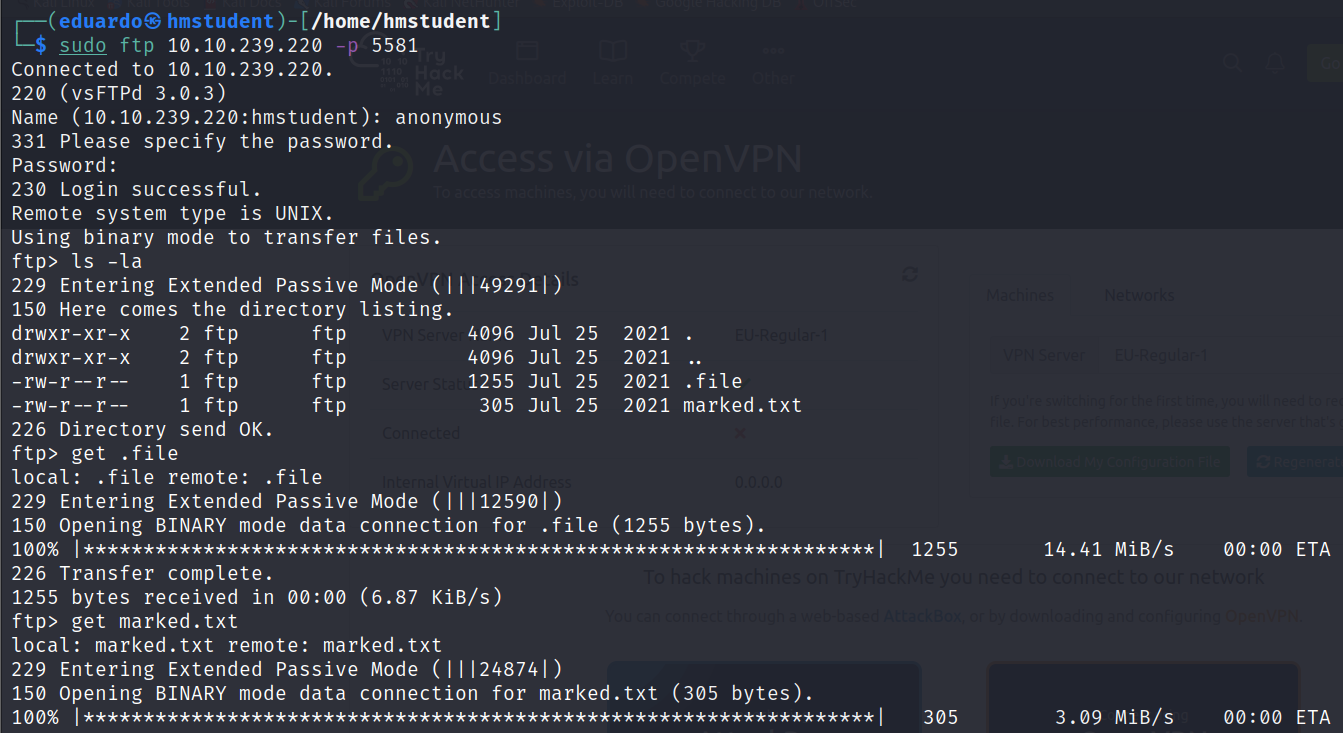 ┌──(eduardo㉿hmstudent)-[/home/hmstudent]
└─$ sudo ftp 10.10.239.220 -p 5581
Connected to 10.10.239.220.
220 (vsFTPd 3.0.3)
Name (10.10.239.220:hmstudent): anonymous
331 Please specify the password.
Password:
230 Login successful.
Remote system type is UNIX.
Using binary mode to transfer files.
ftp> ls -la
229 Entering Extended Passive Mode (|||49291|)
150 Here comes the directory listing.
drwxr-xr-x    2 ftp      ftp          4096 Jul 25  2021 .
drwxr-xr-x    2 ftp      ftp          4096 Jul 25  2021 ..
-rw-r--r--    1 ftp      ftp          1255 Jul 25  2021 .file
-rw-r--r--    1 ftp      ftp           305 Jul 25  2021 marked.txt
226 Directory send OK.
ftp> get .file
local: .file remote: .file
229 Entering Extended Passive Mode (|||12590|)
150 Opening BINARY mode data connection for .file (1255 bytes).
100% |******************************************************************|  1255       14.41 MiB/s    00:00 ETA
226 Transfer complete.
1255 bytes received in 00:00 (6.87 KiB/s)
ftp> get marked.txt
local: marked.txt remote: marked.txt
229 Entering Extended Passive Mode (|||24874|)
150 Opening BINARY mode data connection for marked.txt (305 bytes).
100% |******************************************************************|   305        3.09 MiB/s    00:00 ETA
Try
Hack
Me
Dashboard Learn Compete Other
Access via OpenVPN
To access machines, you will need to connect to our network.
Machines Networks
VPN Server EU-Regular-1
VPN Server EU-Regular-1
Connected
Internal Virtual IP Address 0.0.0.0
Download My Configuration File
To hack machines on TryHackMe you need to connect to our network
You can connect through a web-based AttackBox, or by downloading and configuring OpenVPN.